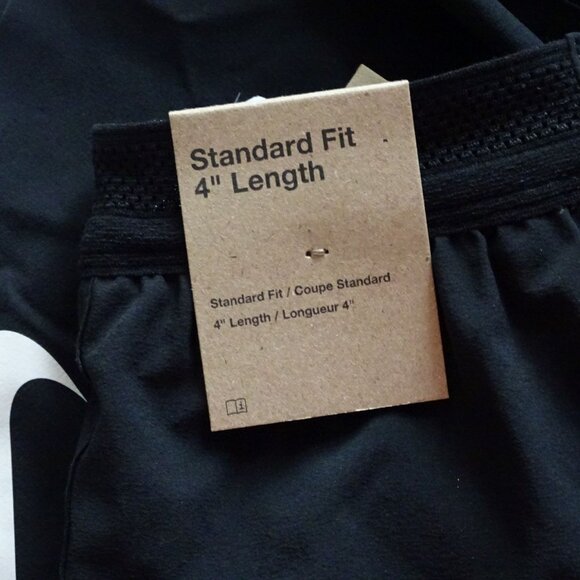 Standard Fit
4" Length
Standard Fit / Coupe Standard
4" Length / Longueur 4"